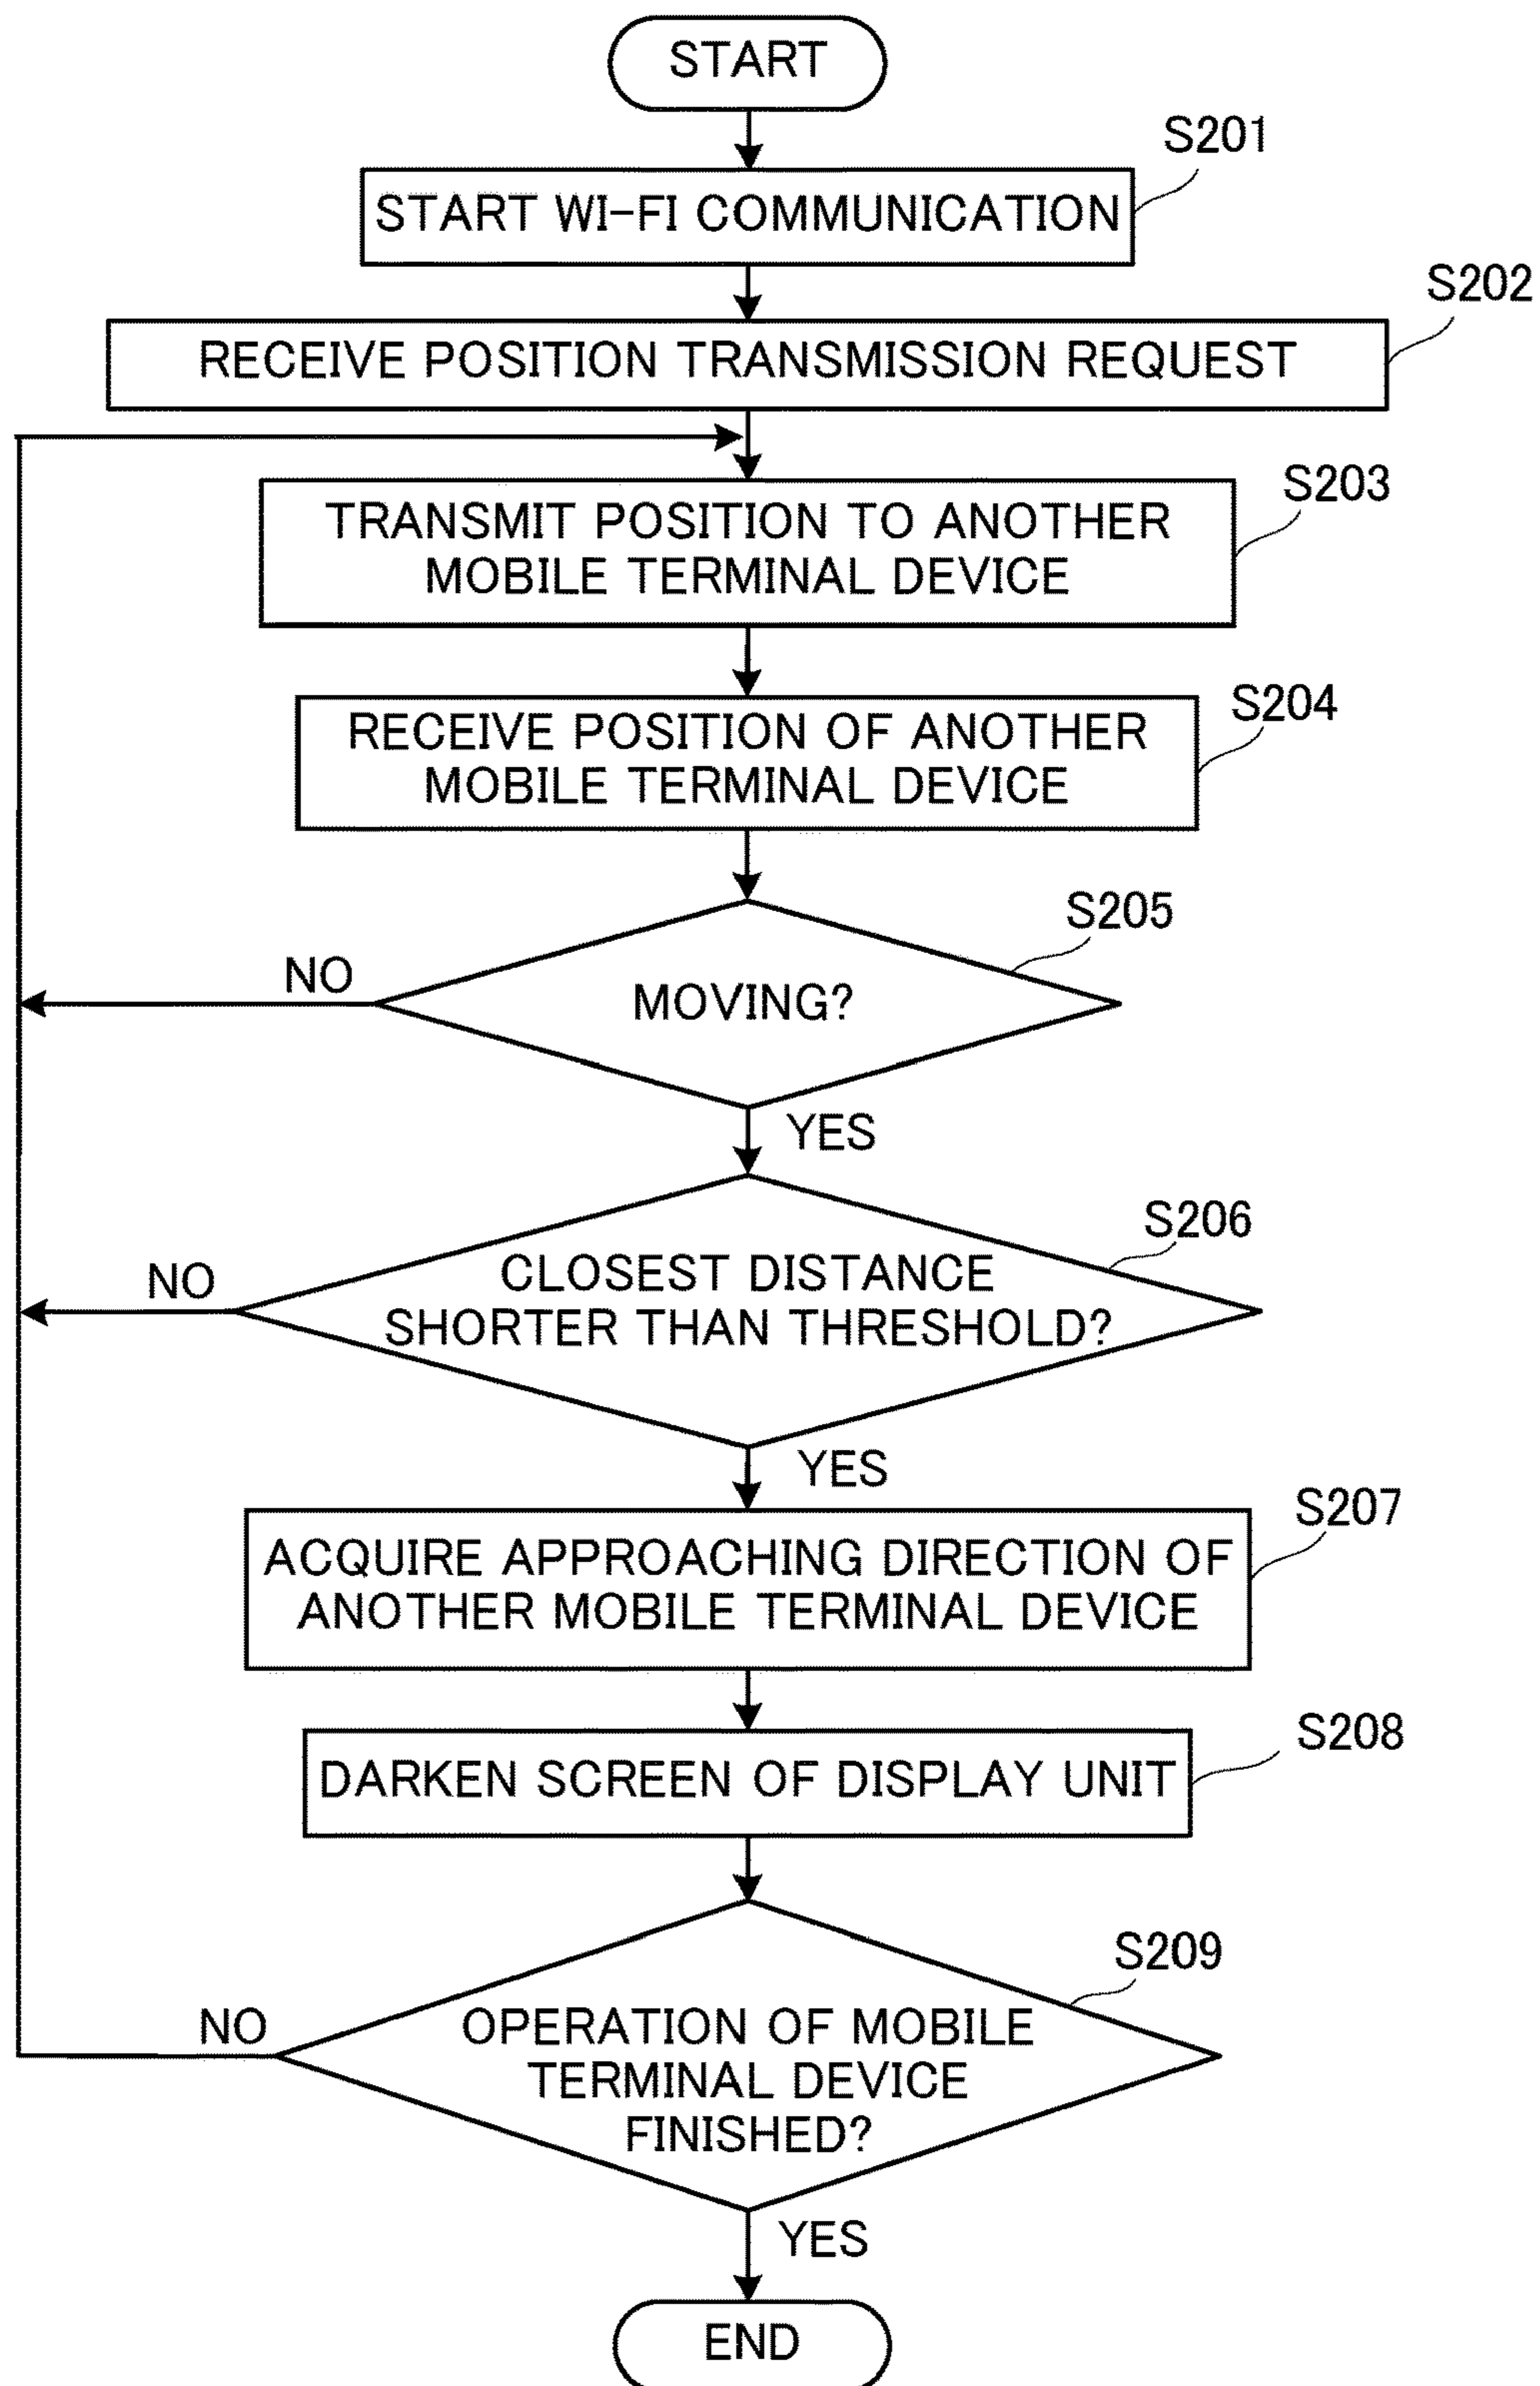 START
S201
START WI-FI COMMUNICATION
S202
RECEIVE POSITION TRANSMISSION REQUEST
S203
TRANSMIT POSITION TO ANOTHER
MOBILE TERMINAL DEVICE
S204
RECEIVE POSITION OF ANOTHER
MOBILE TERMINAL DEVICE
S205
NO
MOVING?
YES
S206
NO
CLOSEST DISTANCE
SHORTER THAN THRESHOLD?
YES
S207
ACQUIRE APPROACHING DIRECTION OF
ANOTHER MOBILE TERMINAL DEVICE
S208
DARKEN SCREEN OF DISPLAY UNIT
S209
NO
OPERATION OF MOBILE
TERMINAL DEVICE
FINISHED?
YES
END